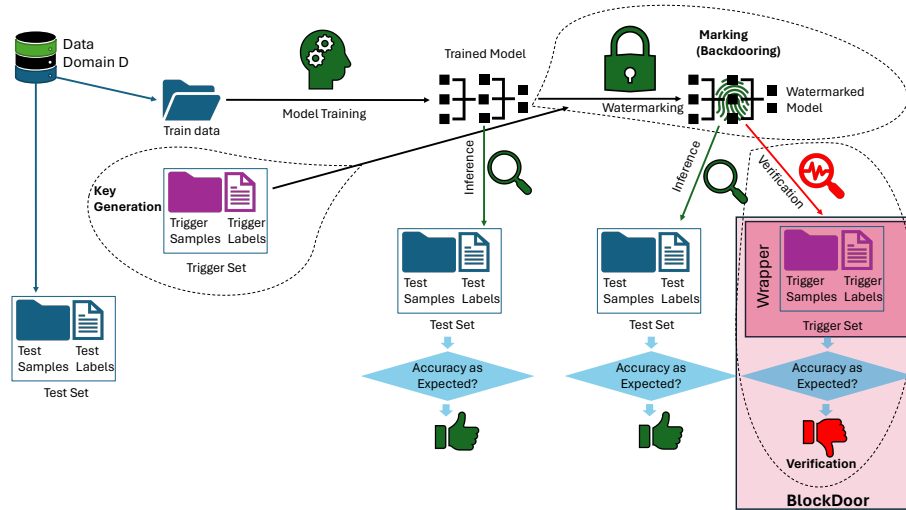 Data
Domain D
Train data
Model Training
Trained Model
Marking
(Backdooring)
Watermarking
Watermarked
Model
Key
Generation
Trigger Trigger
Samples Labels
Trigger Set
Inference
Inference
Verification
Test Test
Samples Labels
Test Set
Test Test
Samples Labels
Test Set
Test Test
Samples Labels
Test Set
Wrapper
Trigger Trigger
Samples Labels
Trigger Set
Accuracy as
Expected?
Accuracy as
Expected?
Accuracy as
Expected?
Verification
BlockDoor